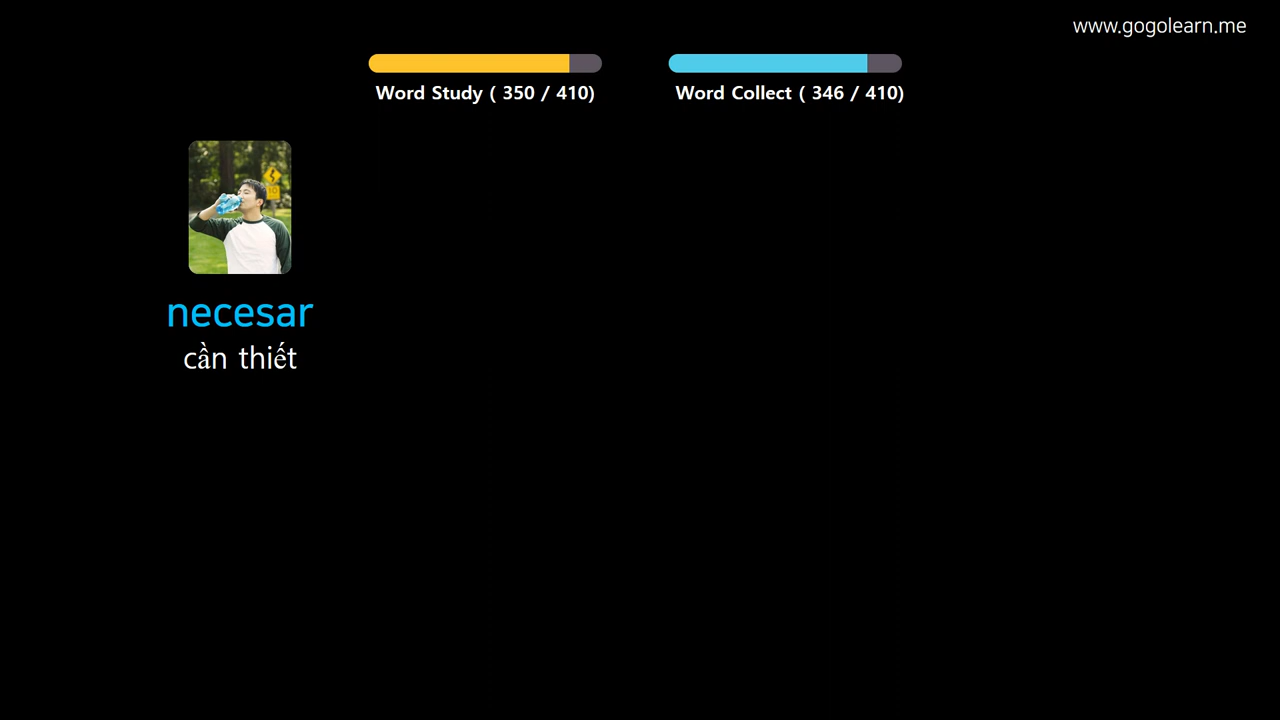 www.gogolearn.me
Word Study ( 350 / 410)
Word Collect ( 346 / 410)
necesar
cần thiết